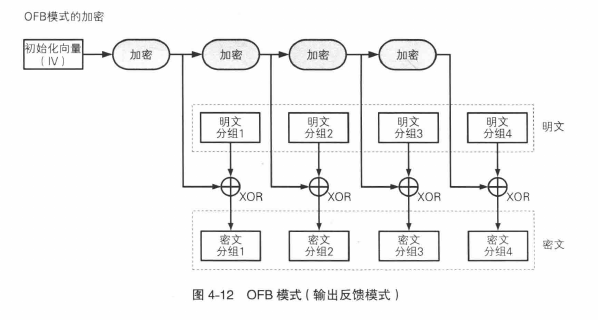 OFB模式的加密
初始化向量
（IV）
加密
加密
加密
加密
明文
分组1
明文
分组2
明文
分组3
明文
分组4
明文
XOR
XOR
XOR
XOR
密文
分组1
密文
分组2
密文
分组3
密文
分组4
密文
图 4-12 OFB 模式（输出反馈模式）